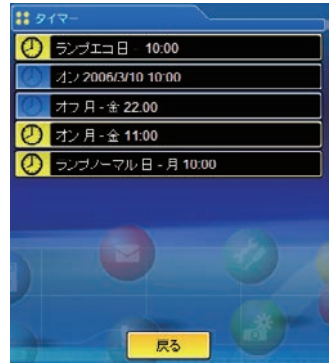 タイマー
ランプエコ 日 - 10:00
オン 2006/3/10 10:00
オフ 月 - 金 22.00
オン 月 - 金 11:00
ランプノーマル 日 - 月 10:00
戻る